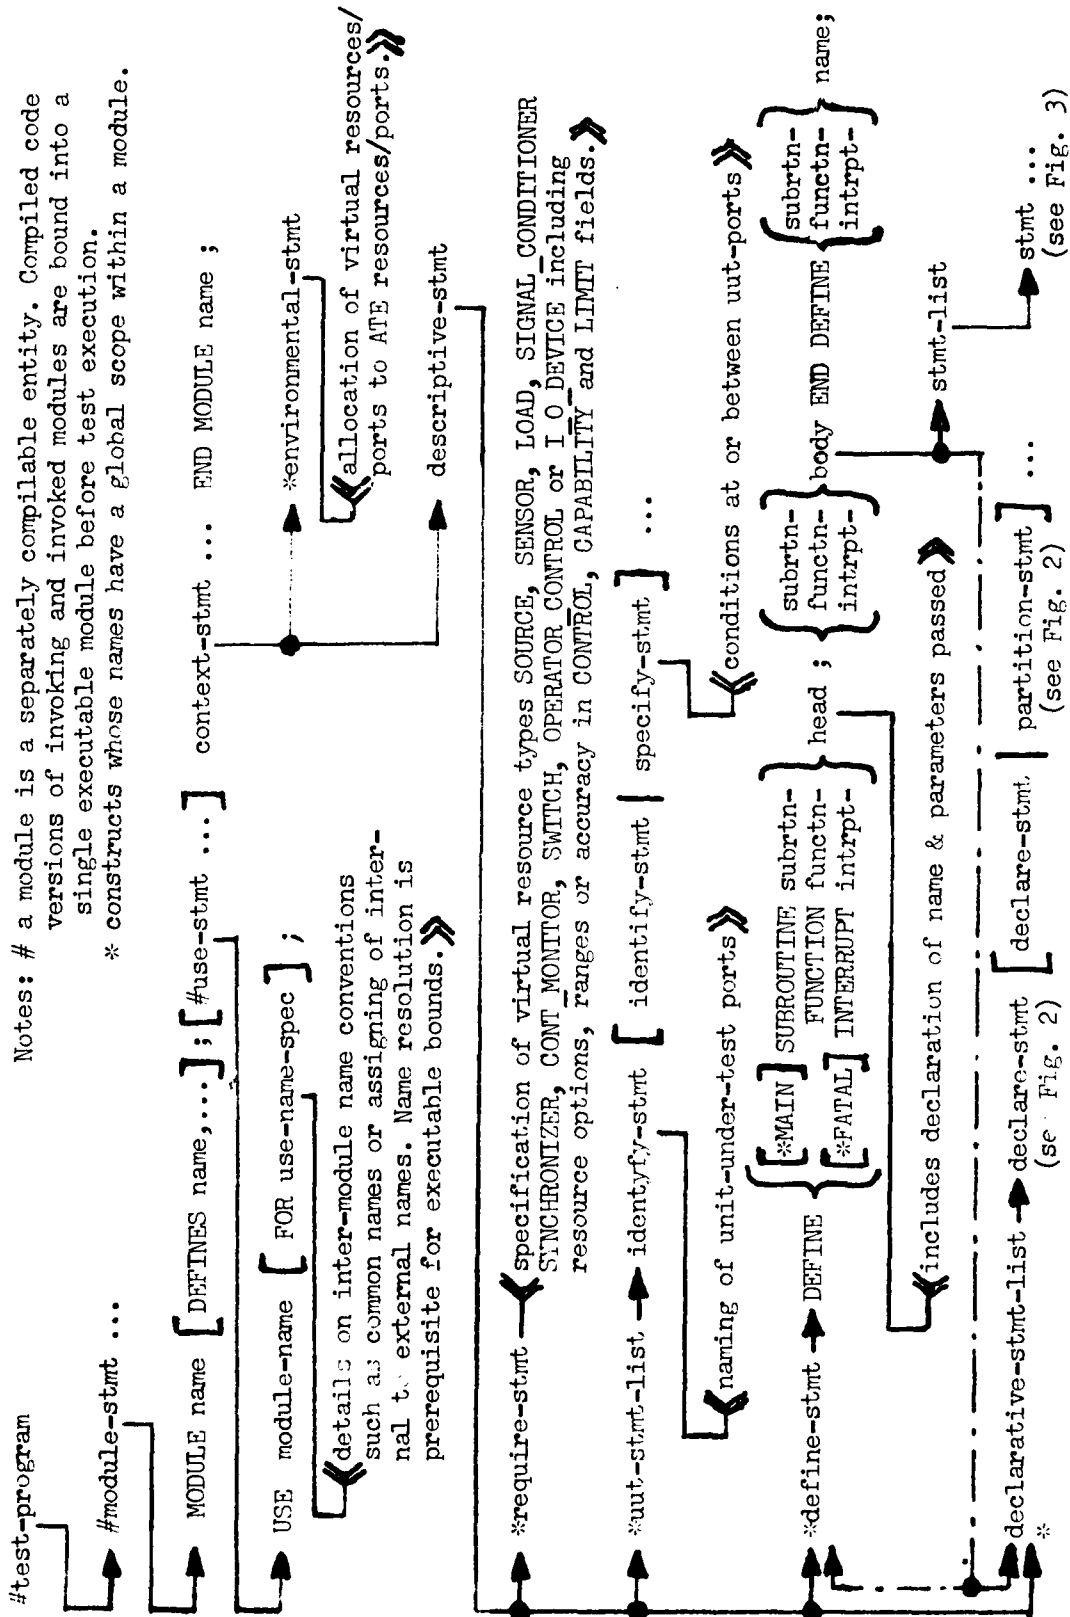 Notes: # a module is a separately compilable entity. Compiled code
versions of invoking and invoked modules are bound into a
single executable module before test execution.
* constructs whose names have a global scope within a module.
#test-program
#module-stmt ...
MODULE name [DEFINES name,...];[#use-stmt ...] context-stmt ... END MODULE name ;
USE module-name [FOR use-name-spec];
*environmental-stmt
details on inter-module name conventions
such as common names or assigning of inter-
nal to external names. Name resolution is
prerequisite for executable bounds.
allocation of virtual resources/
ports to ATE resources/ports.
descriptive-stmt
*require-stmt specification of virtual resource types SOURCE, SENSOR, LOAD, SIGNAL CONDITIONER
SYNCHRONIZER, CONT_MONITOR, SWITCH, OPERATOR CONTROL or I_O DEVICE including
resource options, ranges or accuracy in CONTROL, CAPABILITY and LIMIT fields.
*uut-stmt-list identyfy-stmt [identify-stmt | specify-stmt] ...
naming of unit-under-test ports
conditions at or between uut-ports
*define-stmt DEFINE {[*MAIN] SUBROUTINE subrtn-
FUNCTION functn-
[*FATAL] INTERRUPT intrpt-} head ; {subrtn-
functn-
intrpt-} body END DEFINE {subrtn-
functn-
intrpt-} name;
includes declaration of name & parameters passed
stmt-list
declarative-stmt-list declare-stmt [declare-stmt | partition-stmt] ...
*
(see Fig. 2)
(see Fig. 2)
stmt ...
(see Fig. 3)